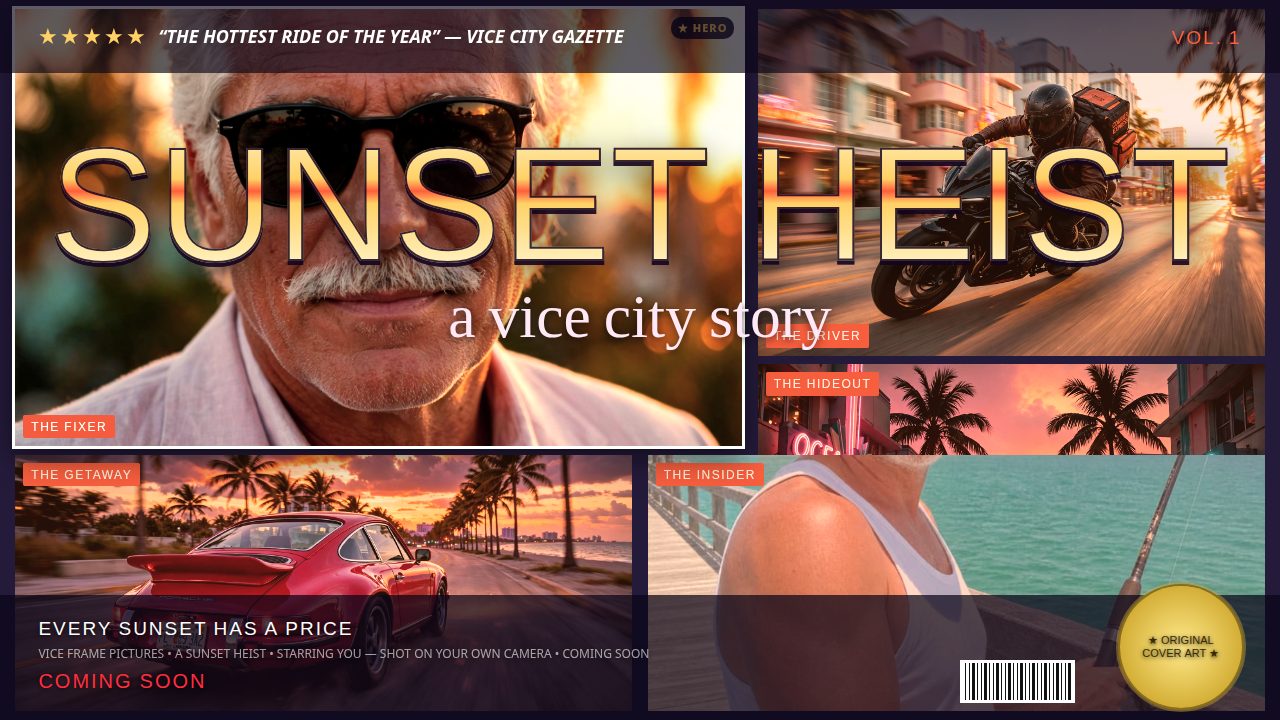 ★★★★★ “THE HOTTEST RIDE OF THE YEAR” — VICE CITY GAZETTE
★ HERO
VOL. 1
SUNSET HEIST
a vice city story
THE DRIVER
THE HIDEOUT
THE FIXER
THE GETAWAY
THE INSIDER
EVERY SUNSET HAS A PRICE
VICE FRAME PICTURES • A SUNSET HEIST • STARRING YOU — SHOT ON YOUR OWN CAMERA • COMING SOON
COMING SOON
★ ORIGINAL
COVER ART ★